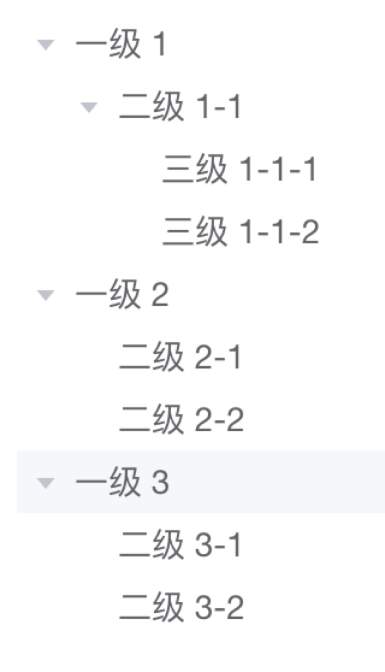 一级 1
二级 1-1
三级 1-1-1
三级 1-1-2
一级 2
二级 2-1
二级 2-2
一级 3
二级 3-1
二级 3-2